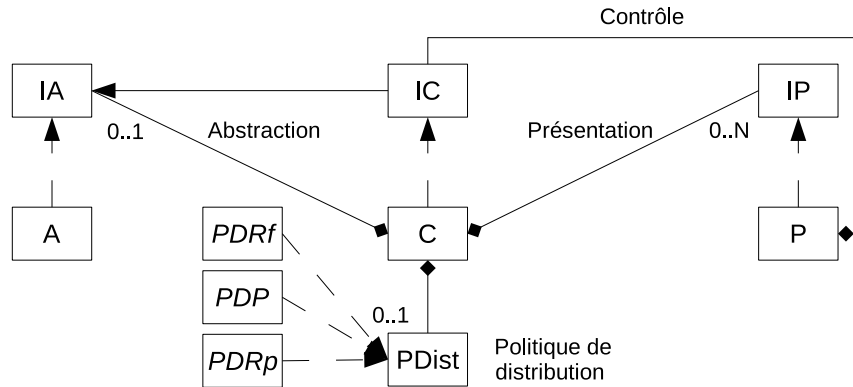 Contrôle
IA
IC
IP
0..1
Abstraction
Présentation
0..N
A
PDRf
C
P
PDP
0..1
PDRp
PDist
Politique de
distribution